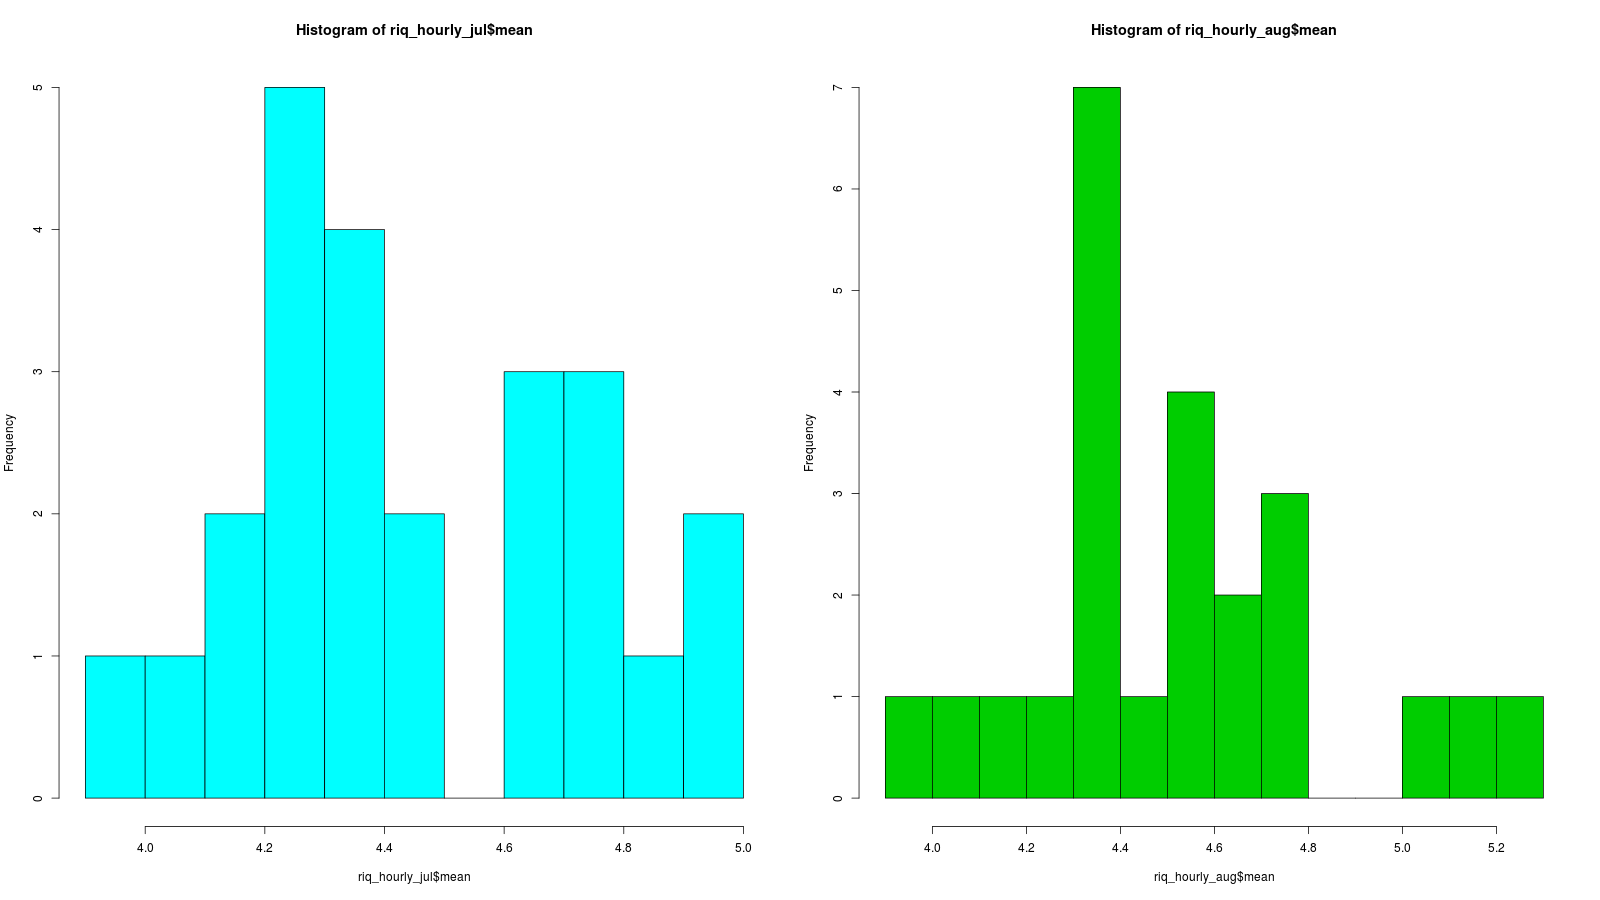 Histogram of riq_hourly_jul$mean
Frequency
0 1 2 3 4 5
4.0 4.2 4.4 4.6 4.8 5.0
riq_hourly_jul$mean
Histogram of riq_hourly_aug$mean
Frequency
0 1 2 3 4 5 6 7
4.0 4.2 4.4 4.6 4.8 5.0 5.2
riq_hourly_aug$mean